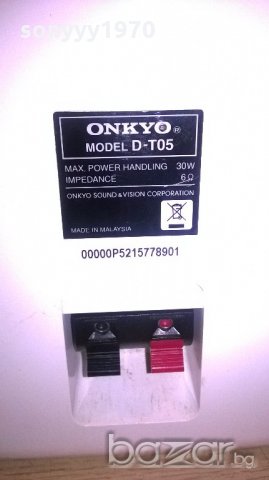 sonyyy1970
ONKYO®
MODEL D-T05
MAX. POWER HANDLING 30W
IMPEDANCE 6Ω
ONKYO SOUND & VISION CORPORATION
MADE IN MALAYSIA
00000P5215778901
bazar.bg